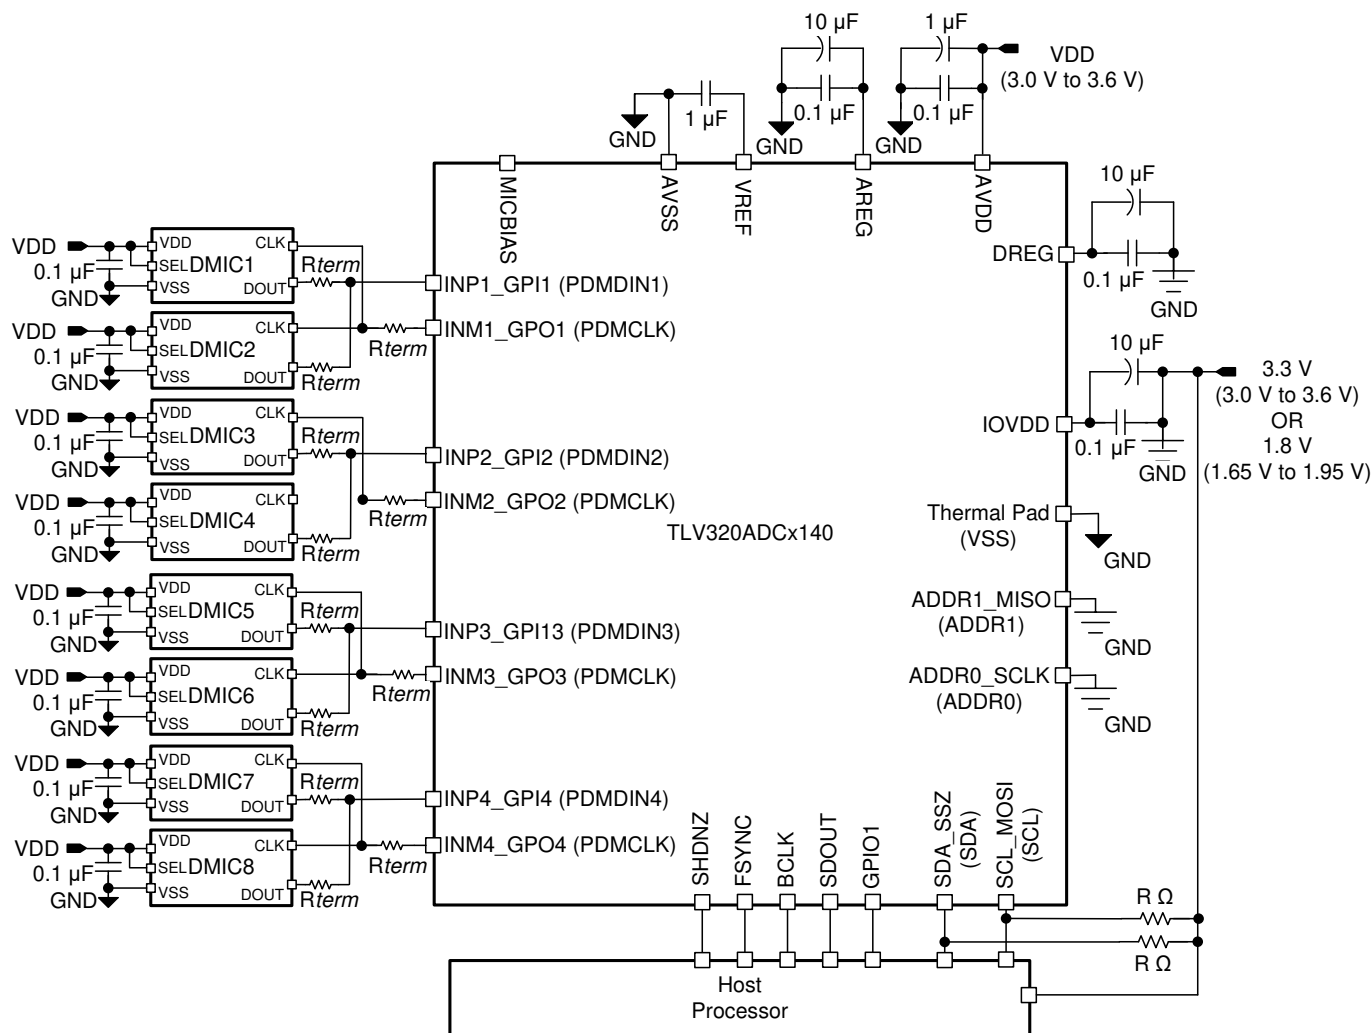 10 µF
1 µF
VDD
(3.0 V to 3.6 V)
0.1 µF
0.1 µF
1 µF
GND
GND
GND
MICBIAS
AVSS
VREF
AREG
AVDD
10 µF
DREG
0.1 µF
GND
VDD
0.1 µF
GND
VDD
SEL
VSS
DMIC1
CLK
DOUT
Rterm
INP1_GPI1 (PDMDIN1)
VDD
0.1 µF
GND
VDD
SEL
VSS
DMIC2
CLK
DOUT
Rterm
Rterm
INM1_GPO1 (PDMCLK)
10 µF
IOVDD
0.1 µF
GND
3.3 V
(3.0 V to 3.6 V)
OR
1.8 V
(1.65 V to 1.95 V)
VDD
0.1 µF
GND
VDD
SEL
VSS
DMIC3
CLK
DOUT
Rterm
INP2_GPI2 (PDMDIN2)
VDD
0.1 µF
GND
VDD
SEL
VSS
DMIC4
CLK
DOUT
Rterm
Rterm
INM2_GPO2 (PDMCLK)
TLV320ADCx140
Thermal Pad
(VSS)
GND
VDD
0.1 µF
GND
VDD
SEL
VSS
DMIC5
CLK
DOUT
Rterm
INP3_GPI13 (PDMDIN3)
ADDR1_MISO
(ADDR1)
GND
VDD
0.1 µF
GND
VDD
SEL
VSS
DMIC6
CLK
DOUT
Rterm
Rterm
INM3_GPO3 (PDMCLK)
ADDR0_SCLK
(ADDR0)
GND
VDD
0.1 µF
GND
VDD
SEL
VSS
DMIC7
CLK
DOUT
Rterm
INP4_GPI4 (PDMDIN4)
VDD
0.1 µF
GND
VDD
SEL
VSS
DMIC8
CLK
DOUT
Rterm
Rterm
INM4_GPO4 (PDMCLK)
SHDNZ
FSYNC
BCLK
SDOUT
GPIO1
SDA_SSZ
(SDA)
SCL_MOSI
(SCL)
R Ω
R Ω
Host
Processor